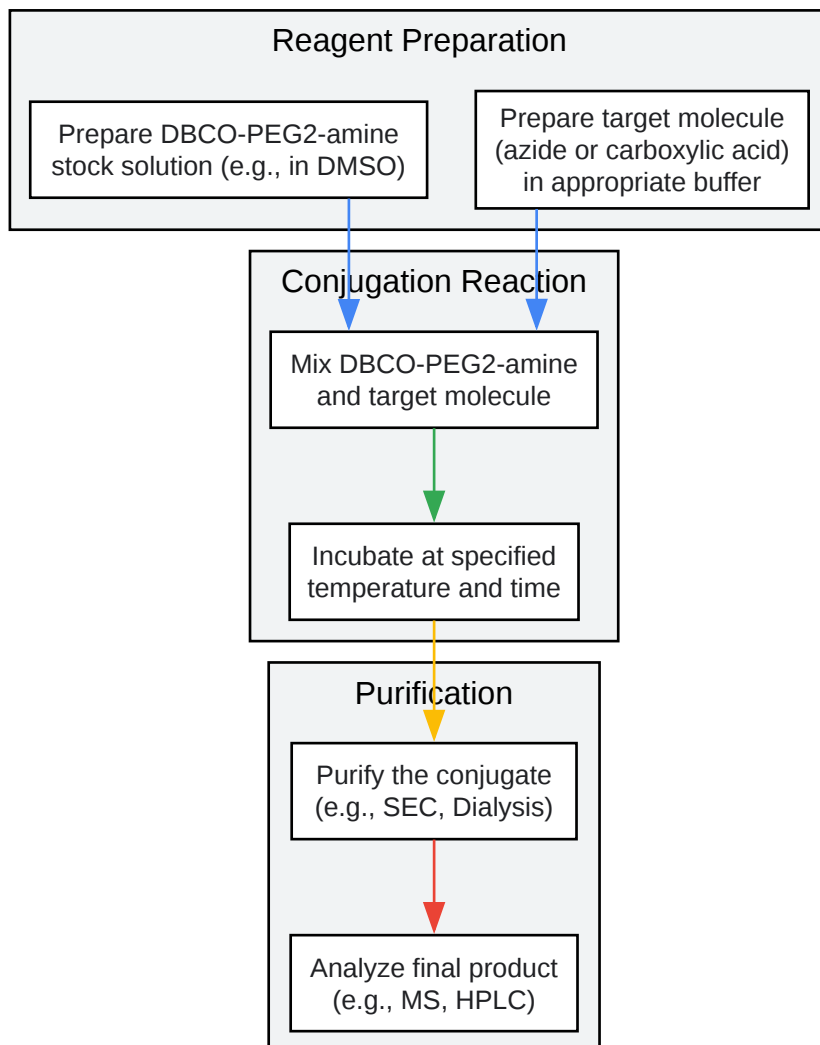 Reagent Preparation
Prepare DBCO-PEG2-amine
stock solution (e.g., in DMSO)
Prepare target molecule
(azide or carboxylic acid)
in appropriate buffer
Conjugation Reaction
Mix DBCO-PEG2-amine
and target molecule
Incubate at specified
temperature and time
Purification
Purify the conjugate
(e.g., SEC, Dialysis)
Analyze final product
(e.g., MS, HPLC)